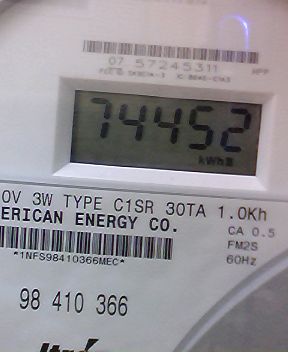 07 57245311
74452
kWh
0V 3W TYPE C1SR 30TA 1.0Kh
ERICAN ENERGY CO.
CA 0.5
FM2S
*1NFS98410366MEC*
60Hz
98 410 366